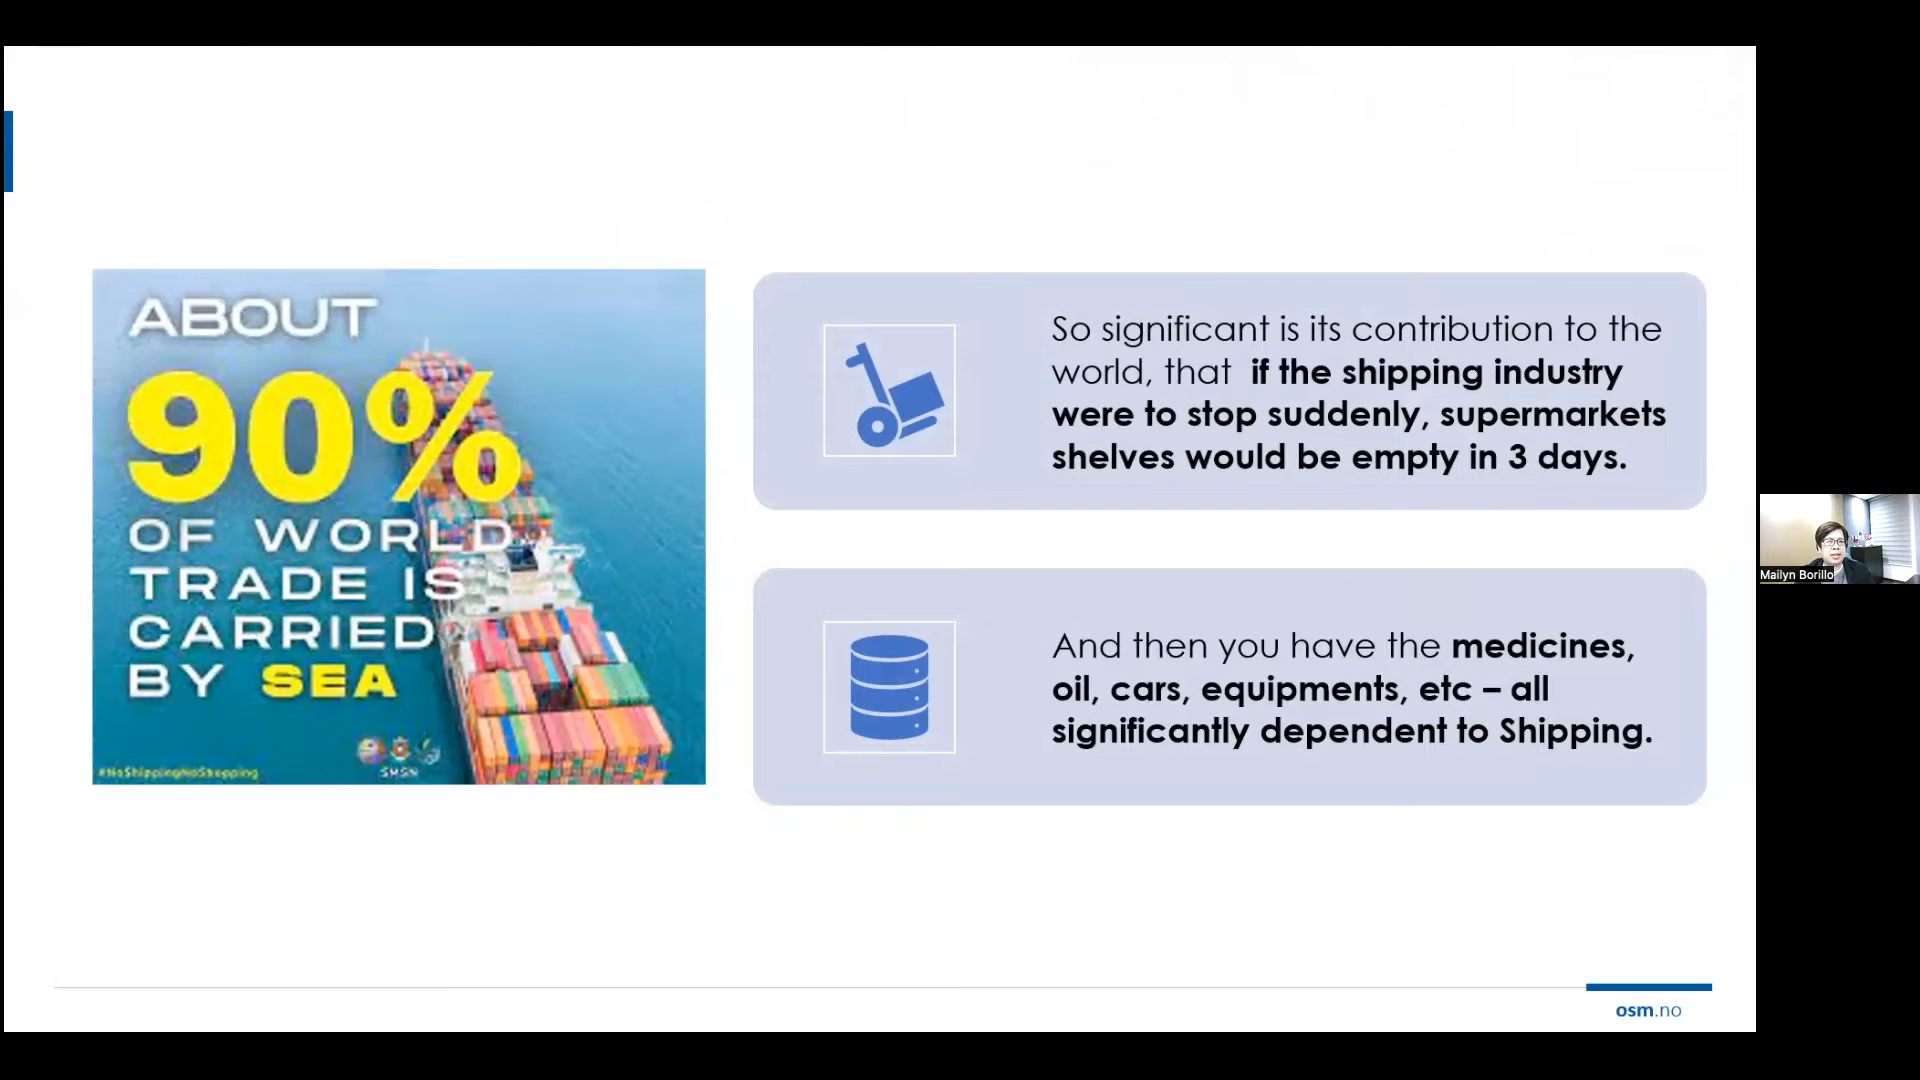 ABOUT
90%
OF WORLD
TRADE IS
CARRIED
BY SEA
#NoShippingNoShopping
SMSN
So significant is its contribution to the
world, that if the shipping industry
were to stop suddenly, supermarkets
shelves would be empty in 3 days.
And then you have the medicines,
oil, cars, equipments, etc – all
significantly dependent to Shipping.
Mailyn Borillo
osm.no